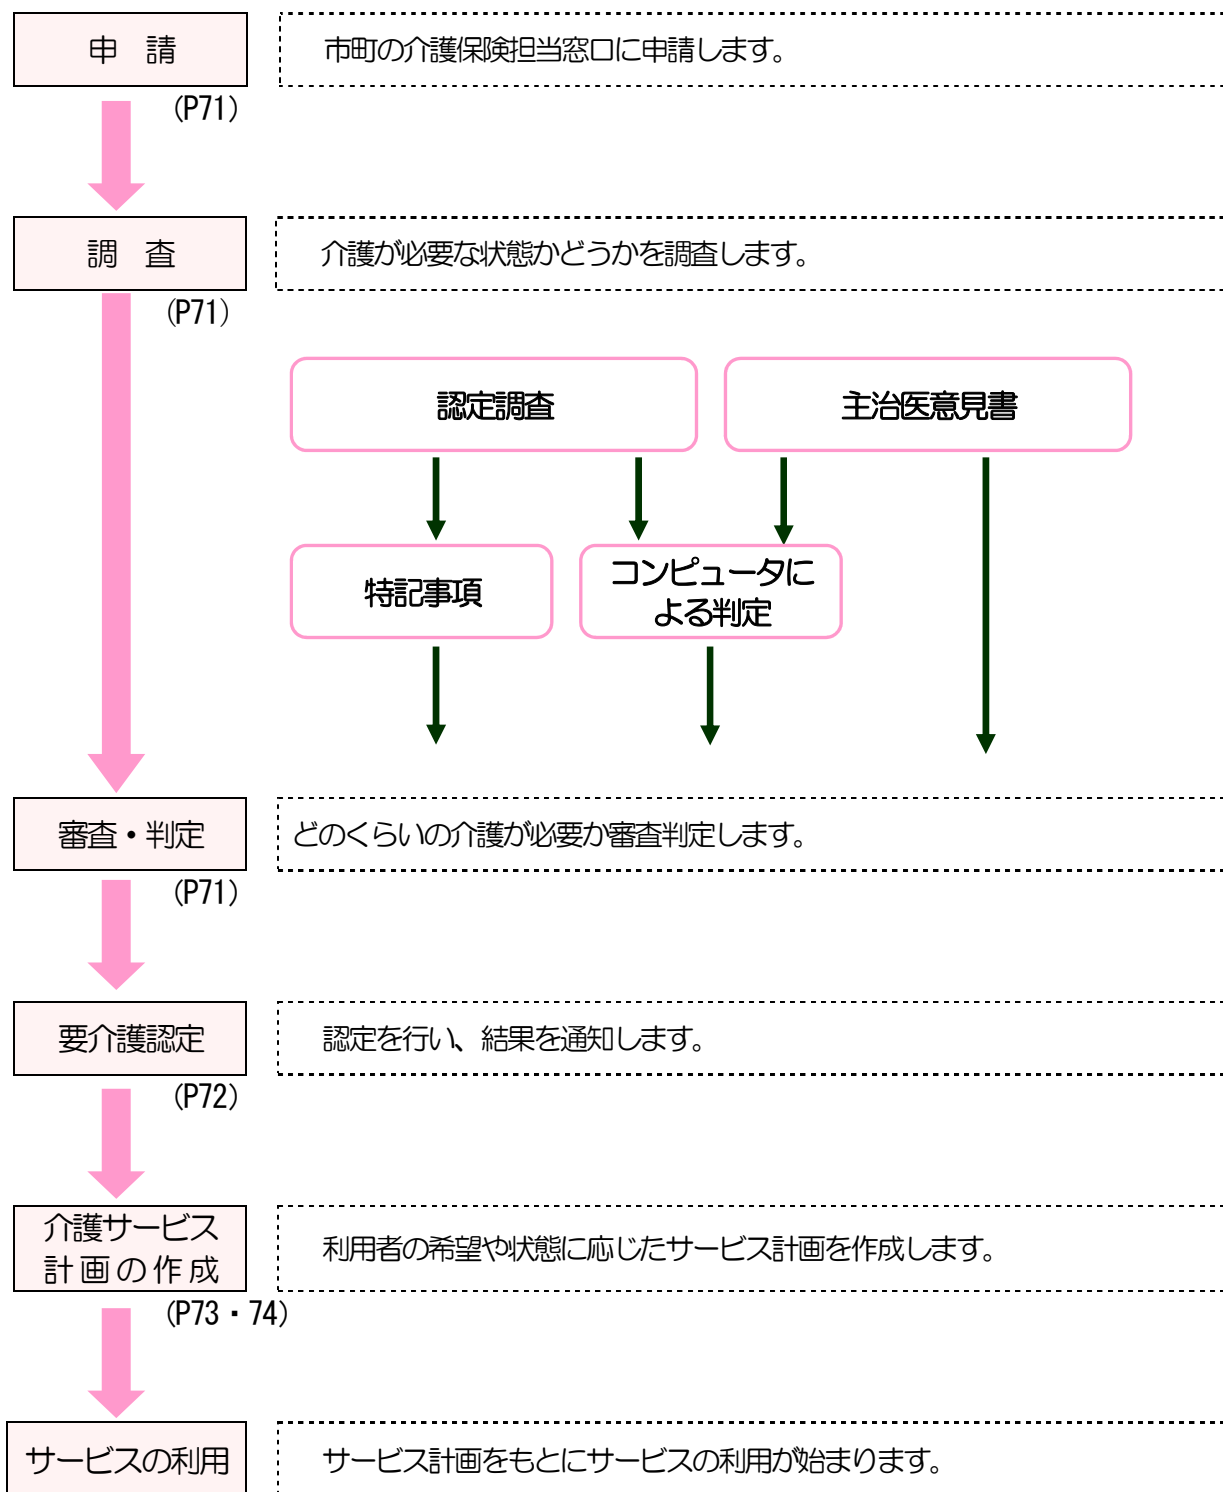 申　請
市町の介護保険担当窓口に申請します。
(P71)
調　査
介護が必要な状態かどうかを調査します。
(P71)
認定調査
主治医意見書
特記事項
コンピュータに
よる判定
審査・判定
どのくらいの介護が必要か審査判定します。
(P71)
要介護認定
認定を行い、結果を通知します。
(P72)
介護サービス
計画の作成
利用者の希望や状態に応じたサービス計画を作成します。
(P73・74)
サービスの利用
サービス計画をもとにサービスの利用が始まります。